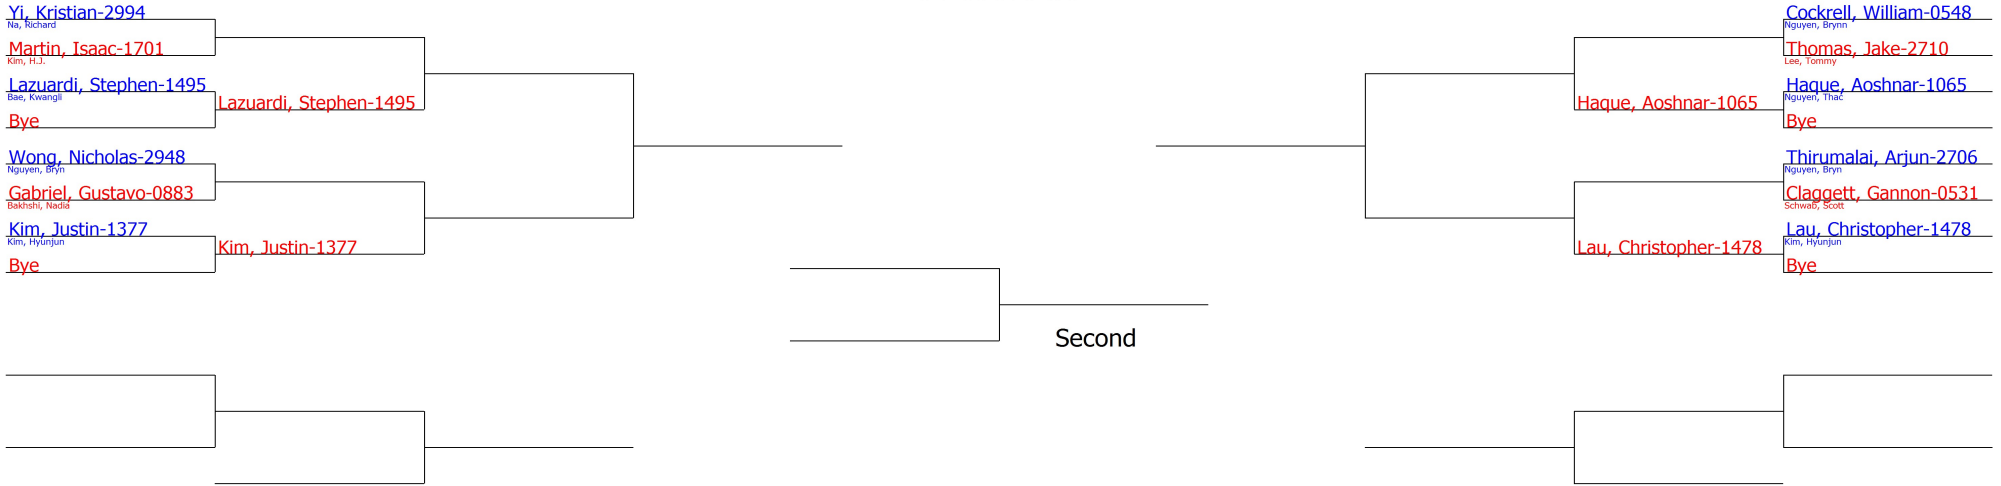 Yi, Kristian-2994
Na, Richard
Martin, Isaac-1701
Kim, H.J.
Lazuardi, Stephen-1495
Bae, Kwangli
Bye
Wong, Nicholas-2948
Nguyen, Bryn
Gabriel, Gustavo-0883
Bakhshi, Nadia
Kim, Justin-1377
Kim, Hyunjun
Bye
Lazuardi, Stephen-1495
Kim, Justin-1377
Second
Haque, Aoshnar-1065
Lau, Christopher-1478
Cockrell, William-0548
Nguyen, Brynn
Thomas, Jake-2710
Lee, Tommy
Haque, Aoshnar-1065
Nguyen, Thac
Bye
Thirumalai, Arjun-2706
Nguyen, Bryn
Claggett, Gannon-0531
Schwab, Scott
Lau, Christopher-1478
Kim, Hyunjun
Bye